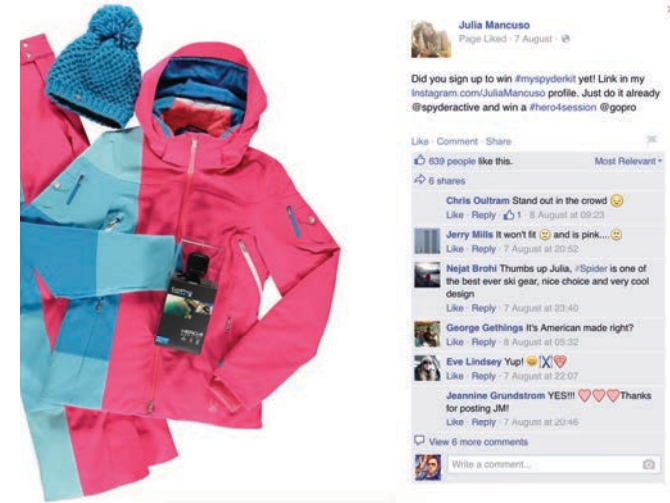 Julia Mancuso
Page Liked · 7 August ·
Did you sign up to win #myspyderkit yet! Link in my
Instagram.com/JuliaMancuso profile. Just do it already
@spyderactive and win a #hero4session @gopro
Like · Comment · Share
639 people like this.
Most Relevant
6 shares
Chris Oultram Stand out in the crowd
Like · Reply · 1 · 8 August at 09:23
Jerry Mills It won't fit and is pink....
Like · Reply · 7 August at 20:52
Nejat Brohi Thumbs up Julia, #Spider is one of
the best ever ski gear, nice choice and very cool
design
Like · Reply · 7 August at 23:40
George Gethings It's American made right?
Like · Reply · 8 August at 05:32
Eve Lindsey Yup!
Like · Reply · 7 August at 22:07
Jeannine Grundstrom YES!!! Thanks
for posting JM!
Like · Reply · 7 August at 20:46
View 6 more comments
Write a comment...